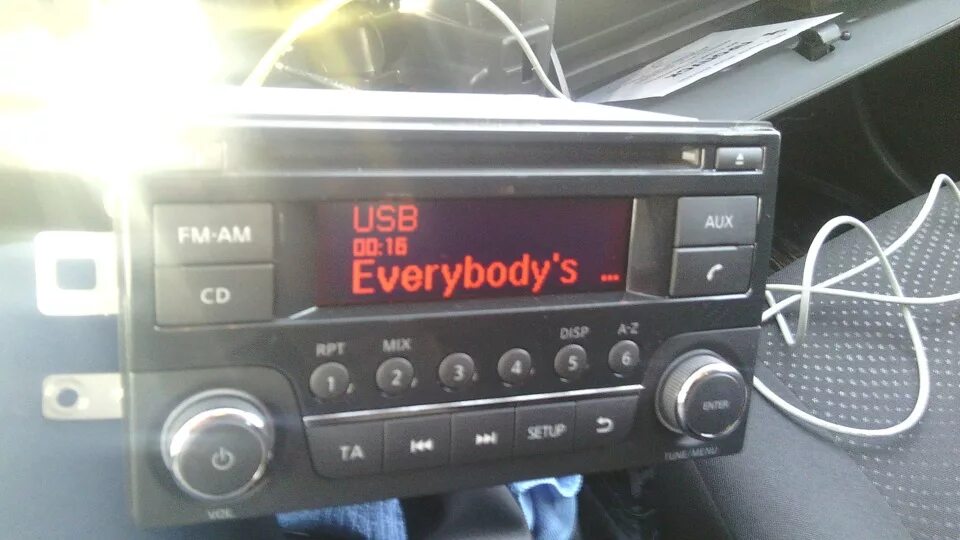 FM·AM
CD
USB
00:16
Everybody's ...
AUX
RPT
MIX
DISP
A-Z
1
2
3
4
5
6
TA
SETUP
ENTER
VOL
TUNE/MENU